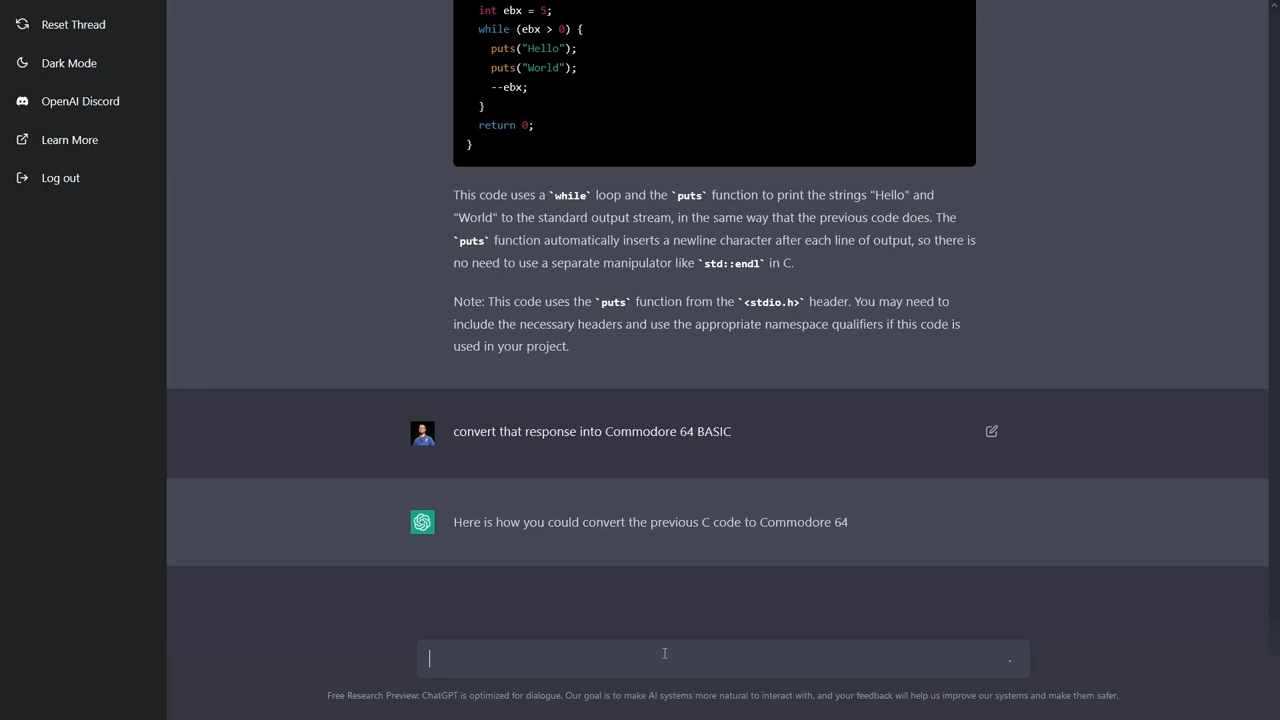 Reset Thread
Dark Mode
OpenAI Discord
Learn More
Log out
int ebx = 5;
while (ebx > 0) {
puts("Hello");
puts("World");
--ebx;
}
return 0;
}
This code uses a `while` loop and the `puts` function to print the strings "Hello" and
"World" to the standard output stream, in the same way that the previous code does. The
`puts` function automatically inserts a newline character after each line of output, so there is
no need to use a separate manipulator like `std::endl` in C.
Note: This code uses the `puts` function from the `<stdio.h>` header. You may need to
include the necessary headers and use the appropriate namespace qualifiers if this code is
used in your project.
convert that response into Commodore 64 BASIC
Here is how you could convert the previous C code to Commodore 64
Free Research Preview: ChatGPT is optimized for dialogue. Our goal is to make AI systems more natural to interact with, and your feedback will help us improve our systems and make them safer.